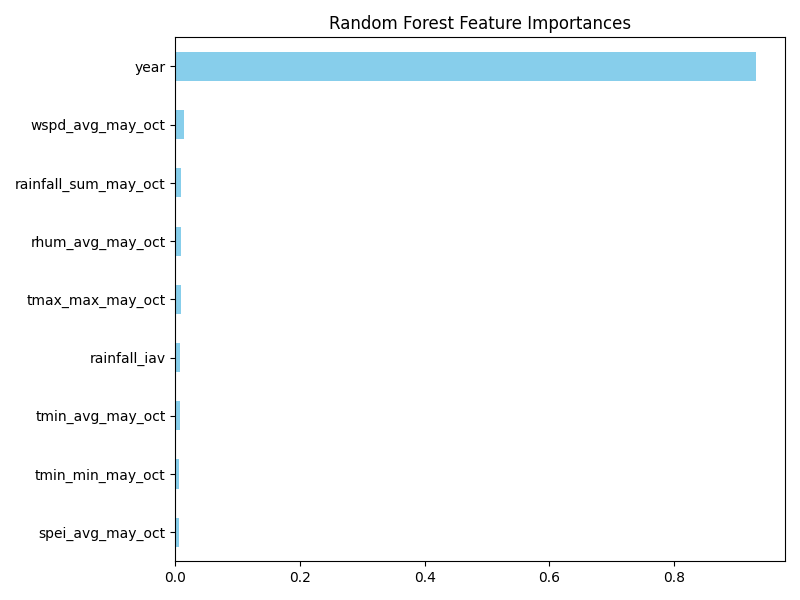 Random Forest Feature Importances
year
wspd_avg_may_oct
rainfall_sum_may_oct
rhum_avg_may_oct
tmax_max_may_oct
rainfall_iav
tmin_avg_may_oct
tmin_min_may_oct
spei_avg_may_oct
0.0 0.2 0.4 0.6 0.8